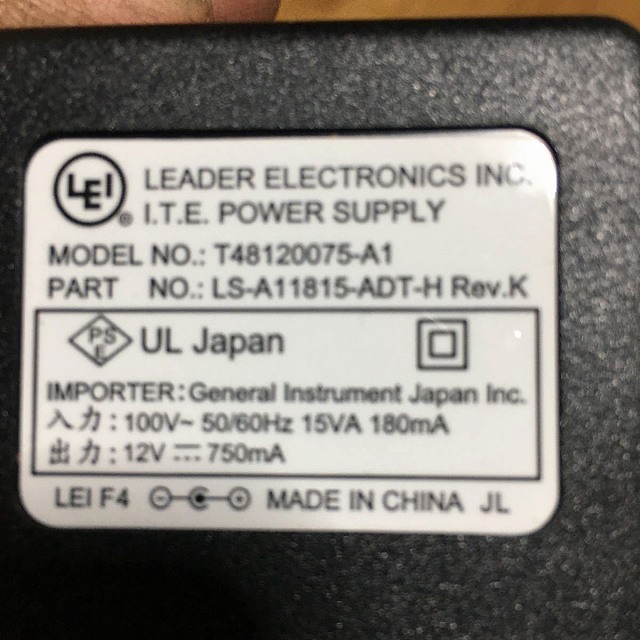 LEI® LEADER ELECTRONICS INC.
I.T.E. POWER SUPPLY
MODEL NO.: T48120075-A1
PART NO.: LS-A11815-ADT-H Rev.K
PSE UL Japan
IMPORTER: General Instrument Japan Inc.
入力: 100V~ 50/60Hz 15VA 180mA
出力: 12V ⎓ 750mA
LEI F4 MADE IN CHINA JL